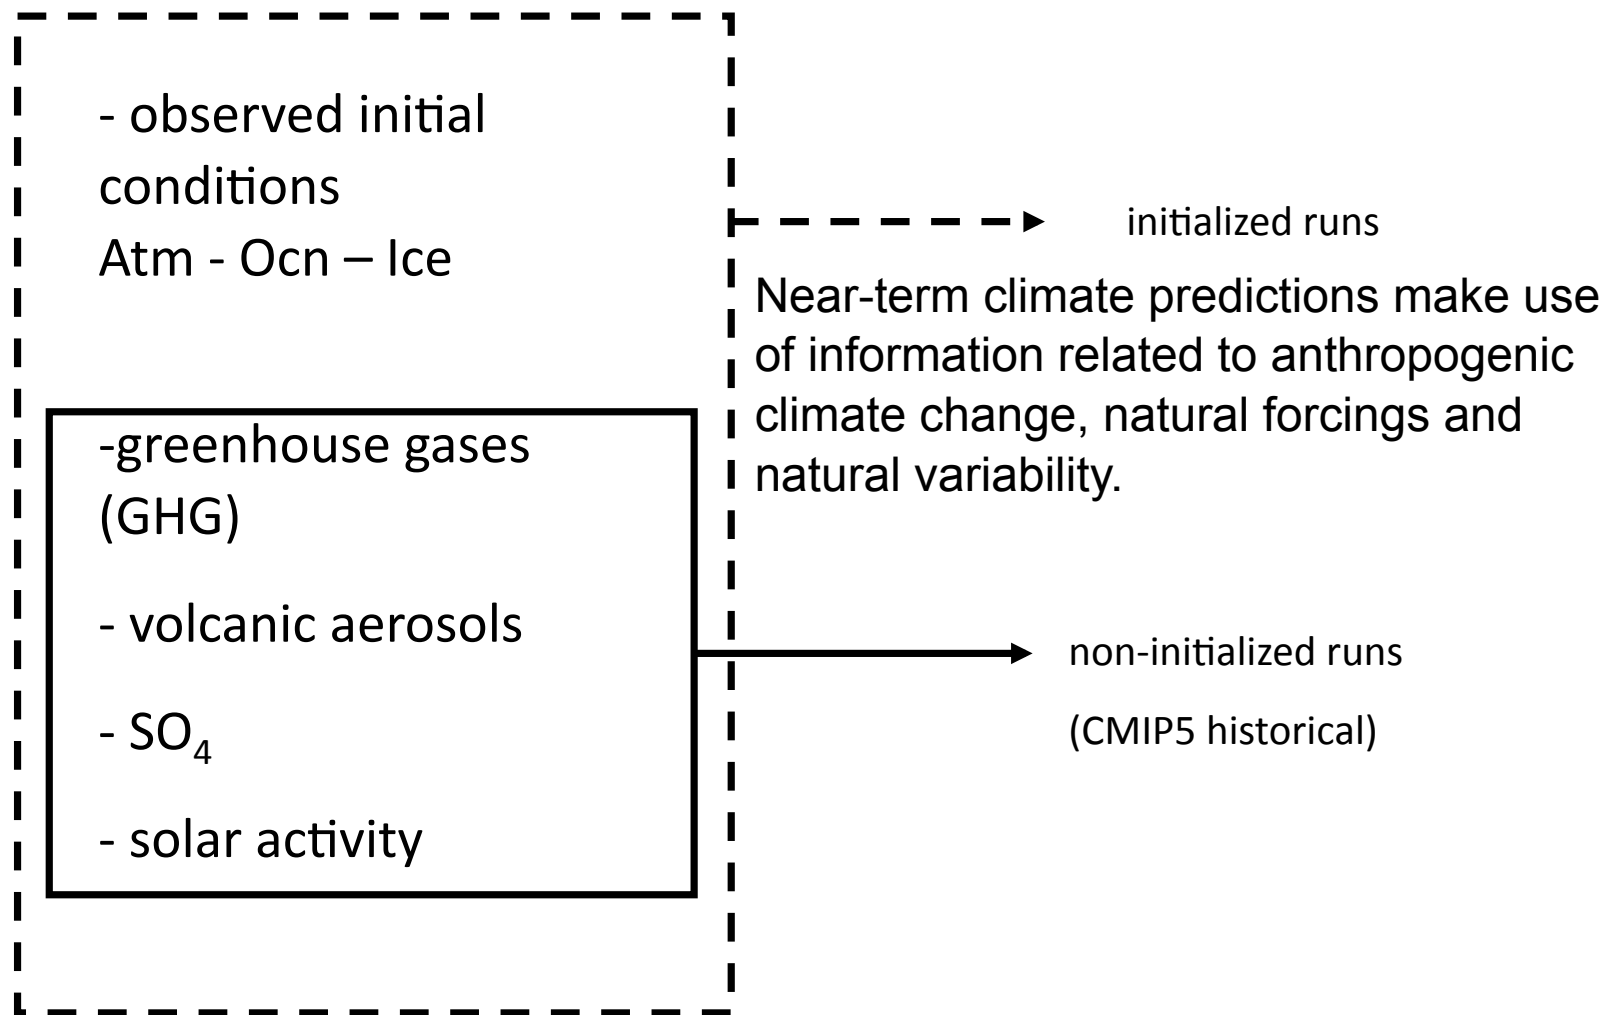 - observed initial
conditions
Atm - Ocn – Ice
-greenhouse gases
(GHG)
- volcanic aerosols
- SO₄
- solar activity
initialized runs
Near-term climate predictions make use
of information related to anthropogenic
climate change, natural forcings and
natural variability.
non-initialized runs
(CMIP5 historical)